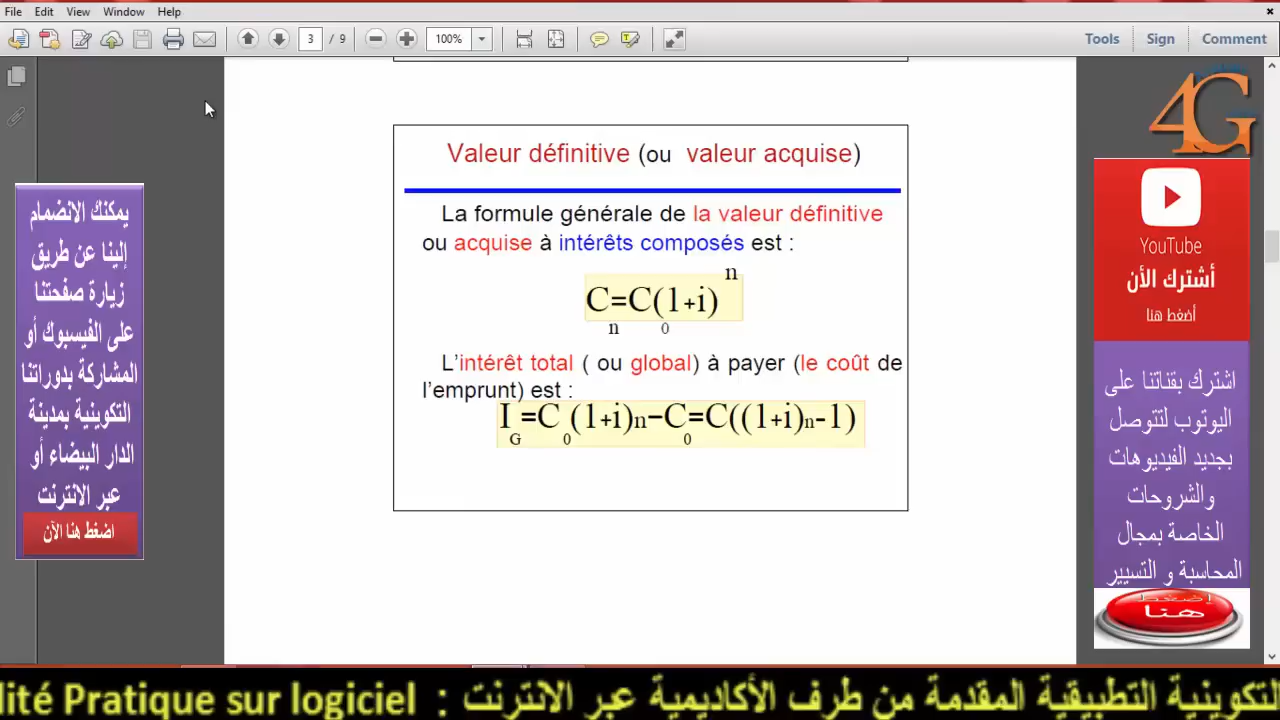 File Edit View Window Help
3 / 9 100% Tools Sign Comment
4G
Valeur définitive (ou valeur acquise)
La formule générale de la valeur définitive
ou acquise à intérêts composés est :
n
C=C(1+i)
n 0
L’intérêt total ( ou global) à payer (le coût de
l’emprunt) est :
I=C (1+i)n−C=C((1+i)n-1)
G 0 0
يمكنك الانضمام
إلينا عن طريق
زيارة صفحتنا
على الفيسبوك أو
المشاركة بدوراتنا
التكوينية بمدينة
الدار البيضاء أو
عبر الانترنت
اضغط هنا الآن
YouTube
أشترك الأن
أضغط هنا
اشترك بقناتنا على
اليوتوب لتتوصل
بجديد الفيديوهات
والشروحات
الخاصة بمجال
المحاسبة و التسيير
إضغط
هنا
lité Pratique sur logiciel : التكوينية التطبيقية المقدمة من طرف الأكاديمية عبر الانترنت